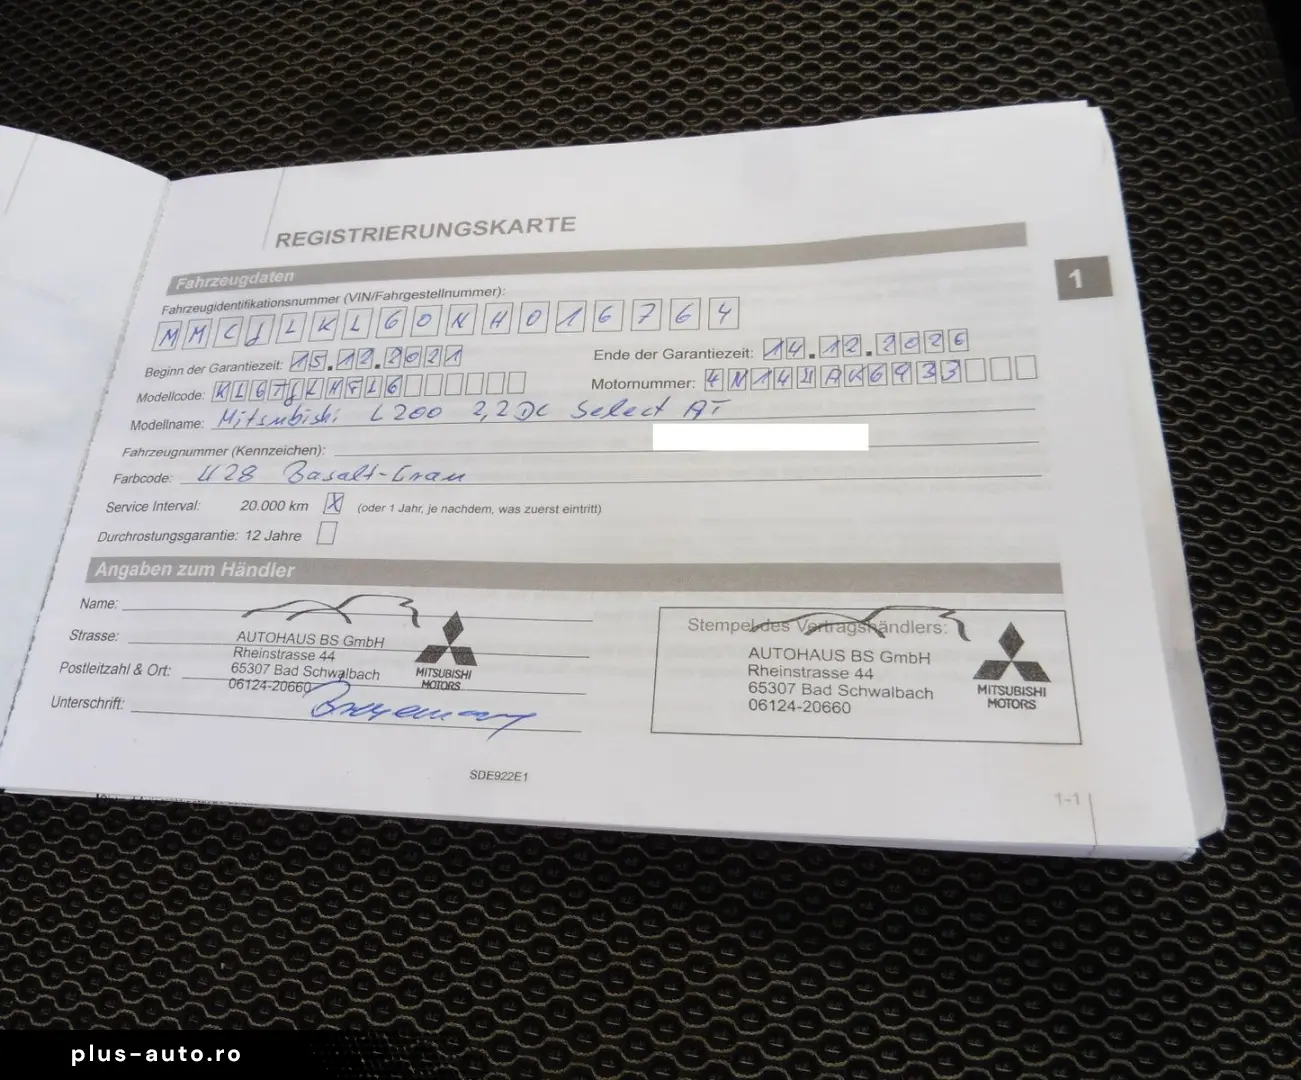 REGISTRIERUNGSKARTE
Fahrzeugdaten
1
Fahrzeugidentifikationsnummer (VIN/Fahrgestellnummer):
MMCJLKL60NH016764
Beginn der Garantiezeit: 15.12.2021 Ende der Garantiezeit: 14.12.2026
Modellcode: Motornummer:
Modellname: Mitsubishi L200 2,2 DC Select AT
Fahrzeugnummer (Kennzeichen):
Farbcode: U28 Basalt-Grau
Service Interval: 20.000 km X (oder 1 Jahr, je nachdem, was zuerst eintritt)
Durchrostungsgarantie: 12 Jahre
Angaben zum Händler
Name:
Strasse:
Postleitzahl & Ort:
Unterschrift:
AUTOHAUS BS GmbH
Rheinstrasse 44
65307 Bad Schwalbach
06124-20660
MITSUBISHI
MOTORS
Stempel des Vertragshändlers:
AUTOHAUS BS GmbH
Rheinstrasse 44
65307 Bad Schwalbach
06124-20660
MITSUBISHI
MOTORS
SDE922E1
1-1
plus-auto.ro